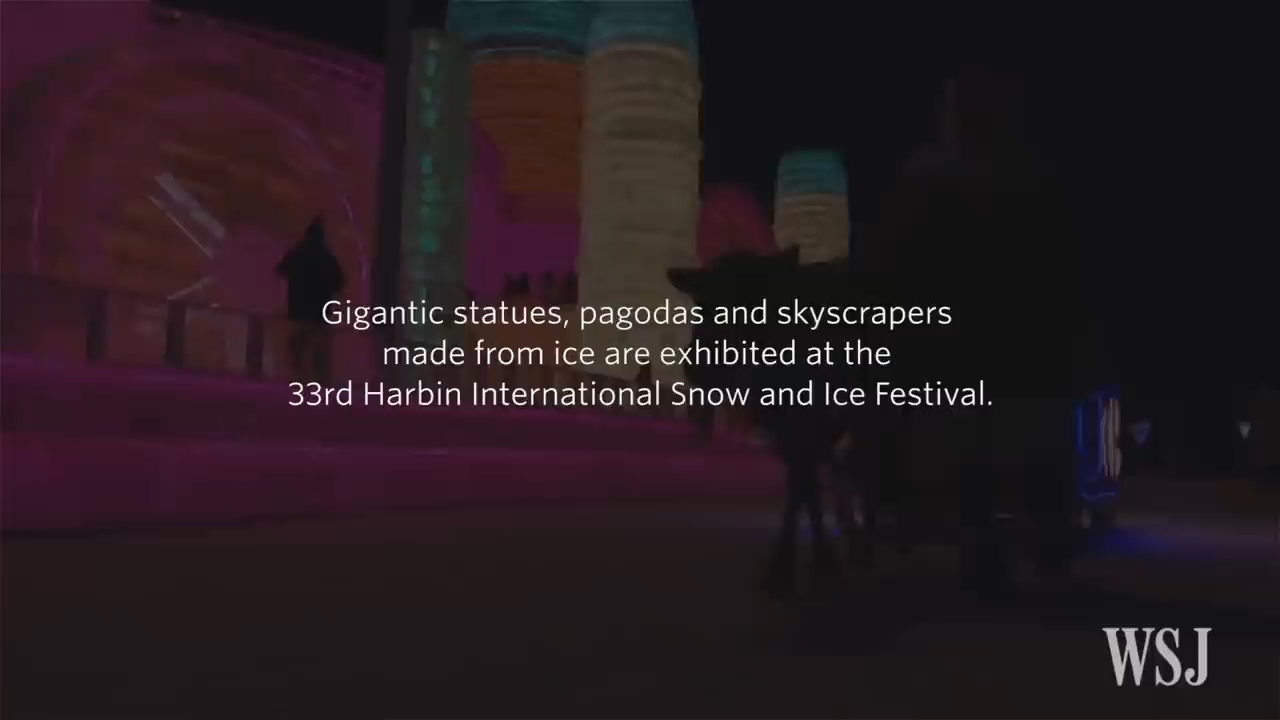 Gigantic statues, pagodas and skyscrapers
made from ice are exhibited at the
33rd Harbin International Snow and Ice Festival.
WSJ